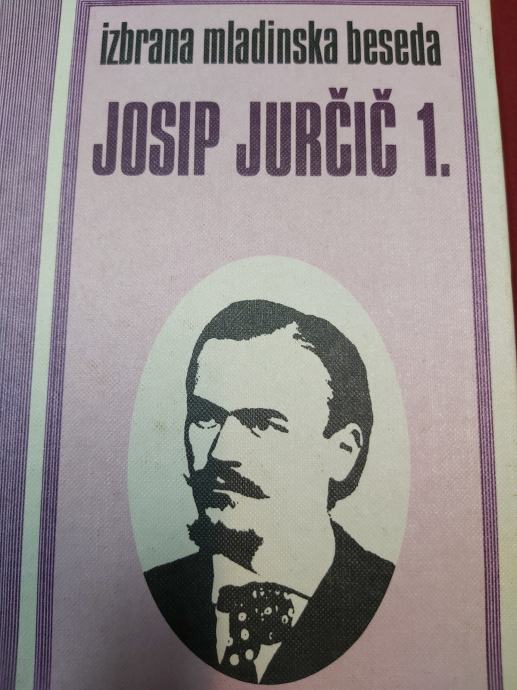 izbrana mladinska beseda
JOSIP JURČIČ 1.